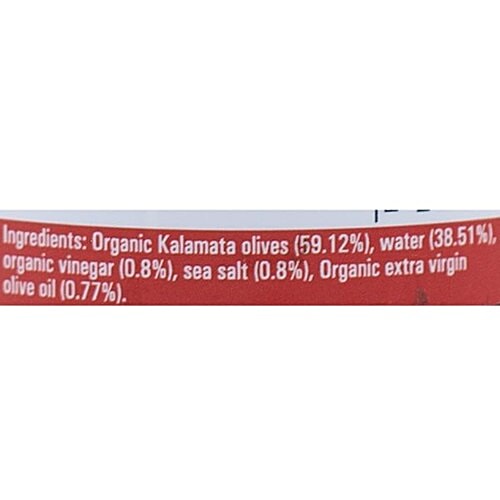 Ingredients: Organic Kalamata olives (59.12%), water (38.51%),
organic vinegar (0.8%), sea salt (0.8%), Organic extra virgin
olive oil (0.77%).